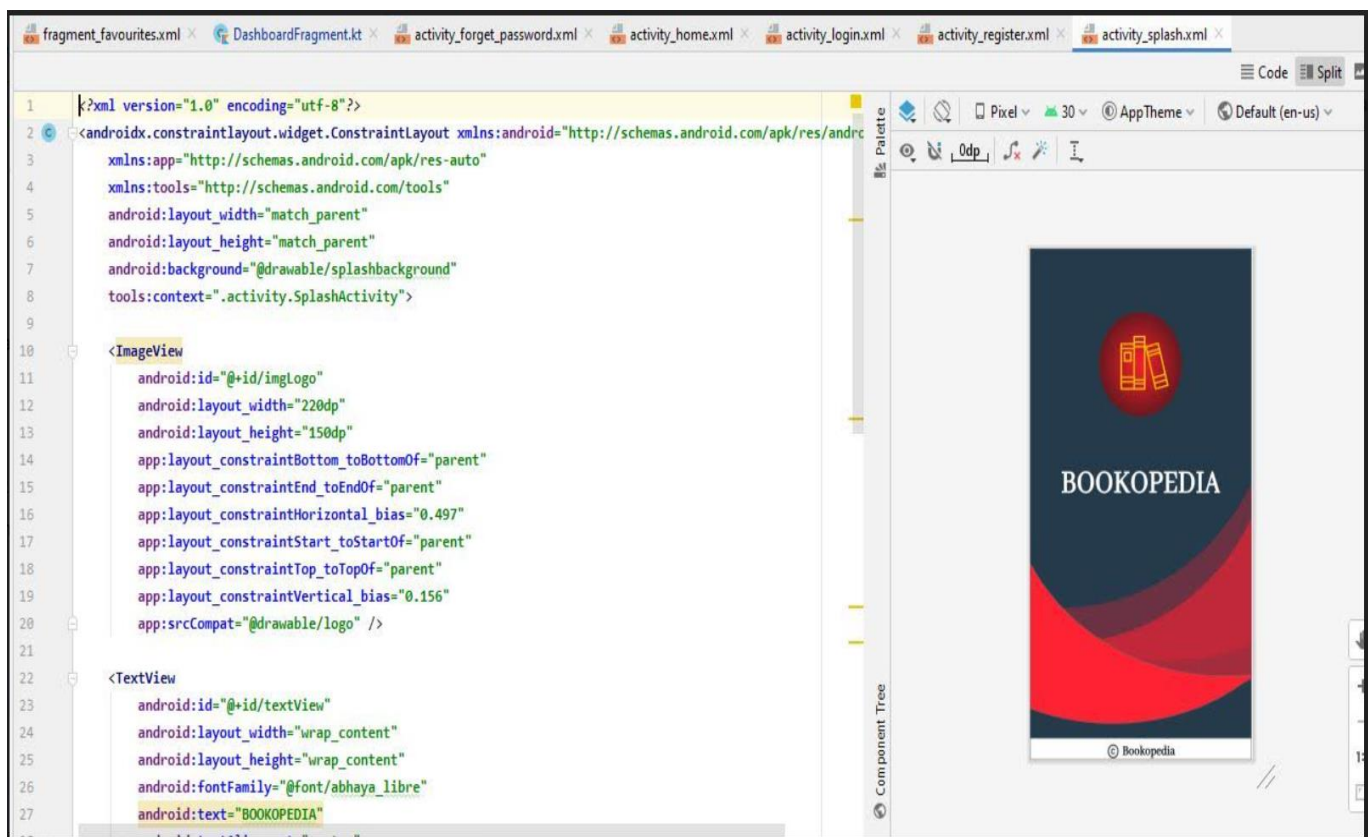 fragment_favourites.xml DashboardFragment.kt activity_forget_password.xml activity_home.xml activity_login.xml activity_register.xml activity_splash.xml
Code Split
Palette
Pixel 30 AppTheme Default (en-us)
0dp
1 <?xml version="1.0" encoding="utf-8"?>
2 <androidx.constraintlayout.widget.ConstraintLayout xmlns:android="http://schemas.android.com/apk/res/andro
3 xmlns:app="http://schemas.android.com/apk/res-auto"
4 xmlns:tools="http://schemas.android.com/tools"
5 android:layout_width="match_parent"
6 android:layout_height="match_parent"
7 android:background="@drawable/splashbackground"
8 tools:context=".activity.SplashActivity">
9
10 <ImageView
11 android:id="@+id/imgLogo"
12 android:layout_width="220dp"
13 android:layout_height="150dp"
14 app:layout_constraintBottom_toBottomOf="parent"
15 app:layout_constraintEnd_toEndOf="parent"
16 app:layout_constraintHorizontal_bias="0.497"
17 app:layout_constraintStart_toStartOf="parent"
18 app:layout_constraintTop_toTopOf="parent"
19 app:layout_constraintVertical_bias="0.156"
20 app:srcCompat="@drawable/logo" />
21
22 <TextView
23 android:id="@+id/textView"
24 android:layout_width="wrap_content"
25 android:layout_height="wrap_content"
26 android:fontFamily="@font/abhaya_libre"
27 android:text="BOOKOPEDIA"
Component Tree
BOOKOPEDIA
© Bookopedia